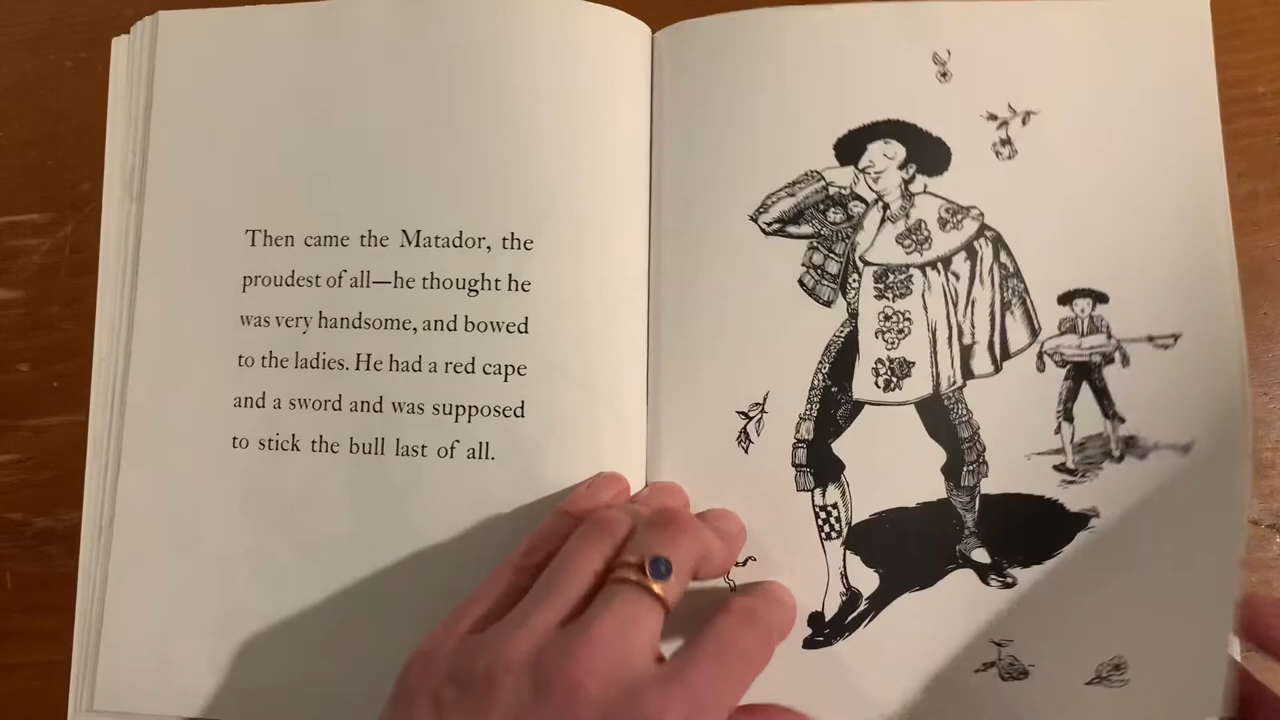 Then came the Matador, the
proudest of all—he thought he
was very handsome, and bowed
to the ladies. He had a red cape
and a sword and was supposed
to stick the bull last of all.